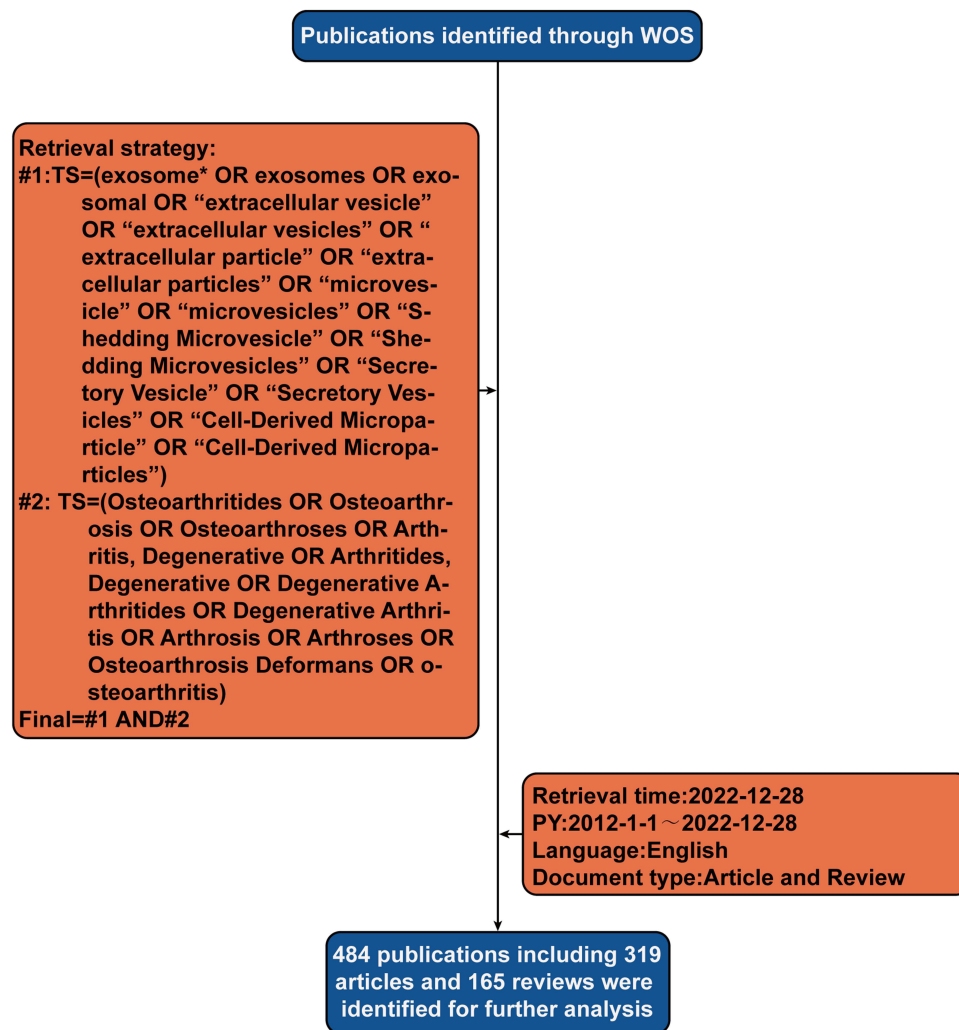 Publications identified through WOS
Retrieval strategy:
#1:TS=(exosome* OR exosomes OR exo-
somal OR “extracellular vesicle”
OR “extracellular vesicles” OR “
extracellular particle” OR “extra-
cellular particles” OR “microves-
icle” OR “microvesicles” OR “S-
hedding Microvesicle” OR “She-
dding Microvesicles” OR “Secre-
tory Vesicle” OR “Secretory Ves-
icles” OR “Cell-Derived Micropa-
rticle” OR “Cell-Derived Micropa-
rticles”)
#2: TS=(Osteoarthritides OR Osteoarthr-
osis OR Osteoarthroses OR Arth-
ritis, Degenerative OR Arthritides,
Degenerative OR Degenerative A-
rthritides OR Degenerative Arthri-
tis OR Arthrosis OR Arthroses OR
Osteoarthrosis Deformans OR o-
steoarthritis)
Final=#1 AND#2
Retrieval time:2022-12-28
PY:2012-1-1～2022-12-28
Language:English
Document type:Article and Review
484 publications including 319
articles and 165 reviews were
identified for further analysis